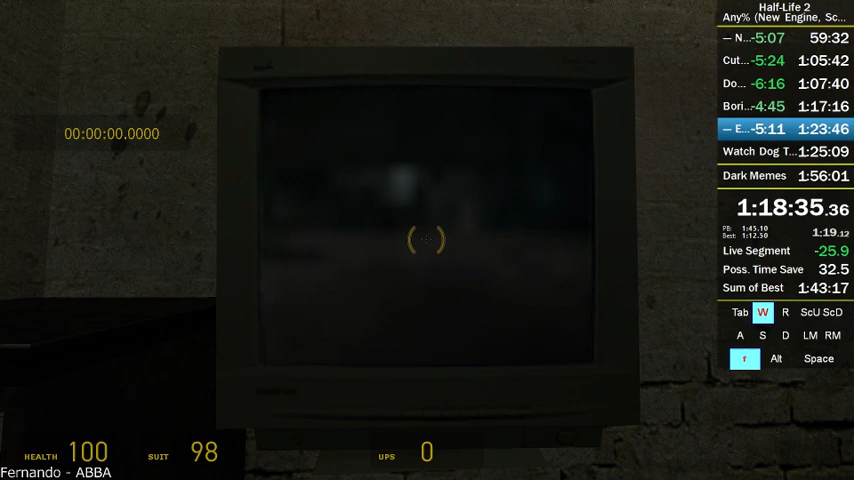 Half-Life 2
Any% (New Engine, Sc...
— N... -5:07 59:32
Cut... -5:24 1:05:42
Do... -6:16 1:07:40
Bori... -4:45 1:17:16
— E... -5:11 1:23:46
Watch Dog T... 1:25:09
Dark Memes 1:56:01
1:18:35.36
PB: 1:45.10
Best: 1:12.50
1:19.12
Live Segment -25.9
Poss. Time Save 32.5
Sum of Best 1:43:17
Tab W R ScU ScD
A S D LM RM
↑ Alt Space
00:00:00.0000
HEALTH 100 SUIT 98 UPS 0
Fernando - ABBA